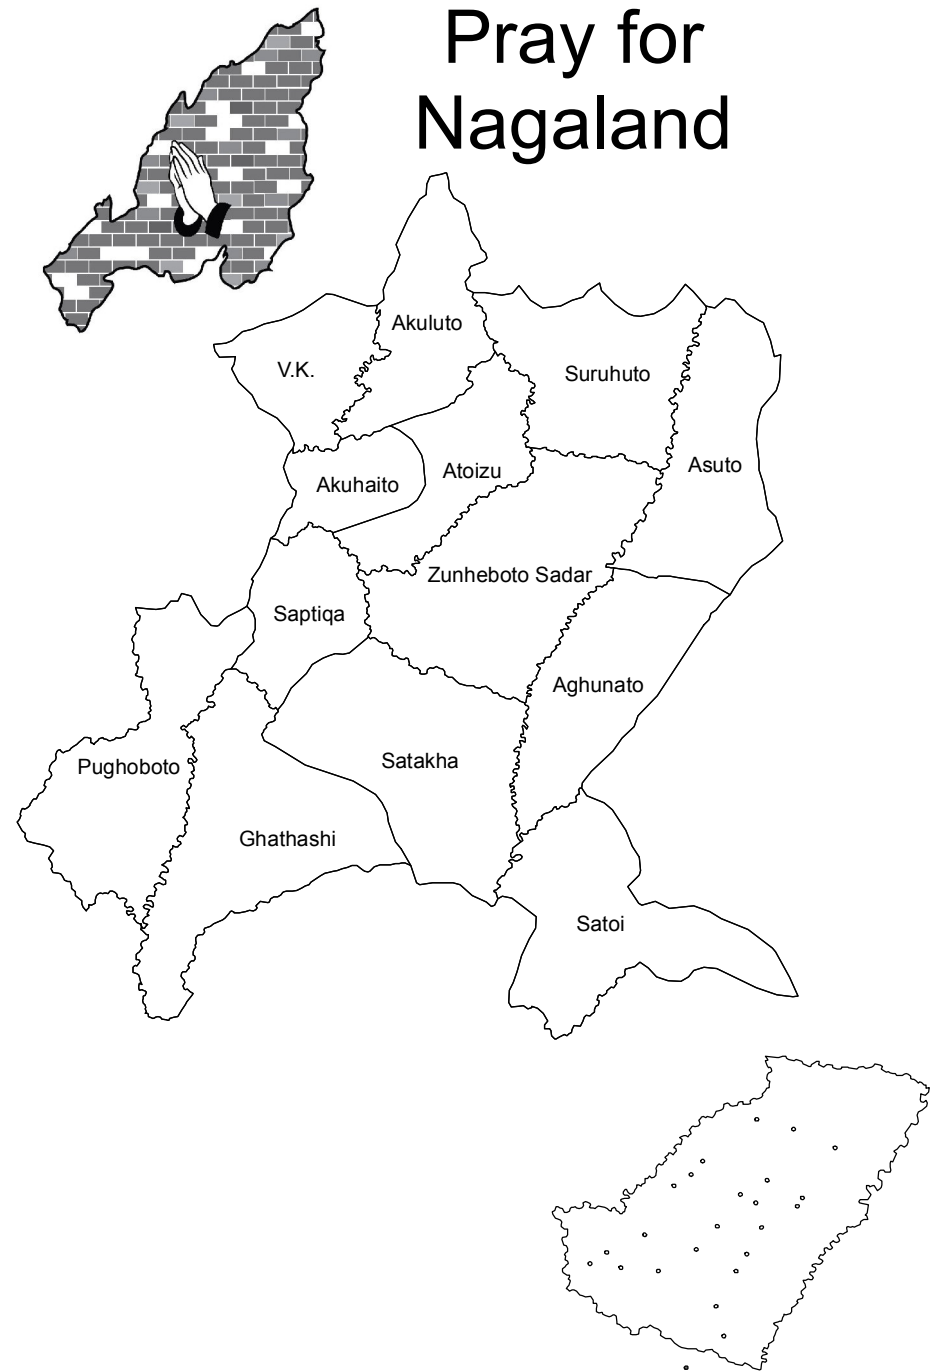 Pray for
Nagaland
Akuluto
V.K.
Suruhuto
Asuto
Atoizu
Akuhaito
Zunheboto Sadar
Saptiqa
Aghunato
Satakha
Pughoboto
Ghathashi
Satoi